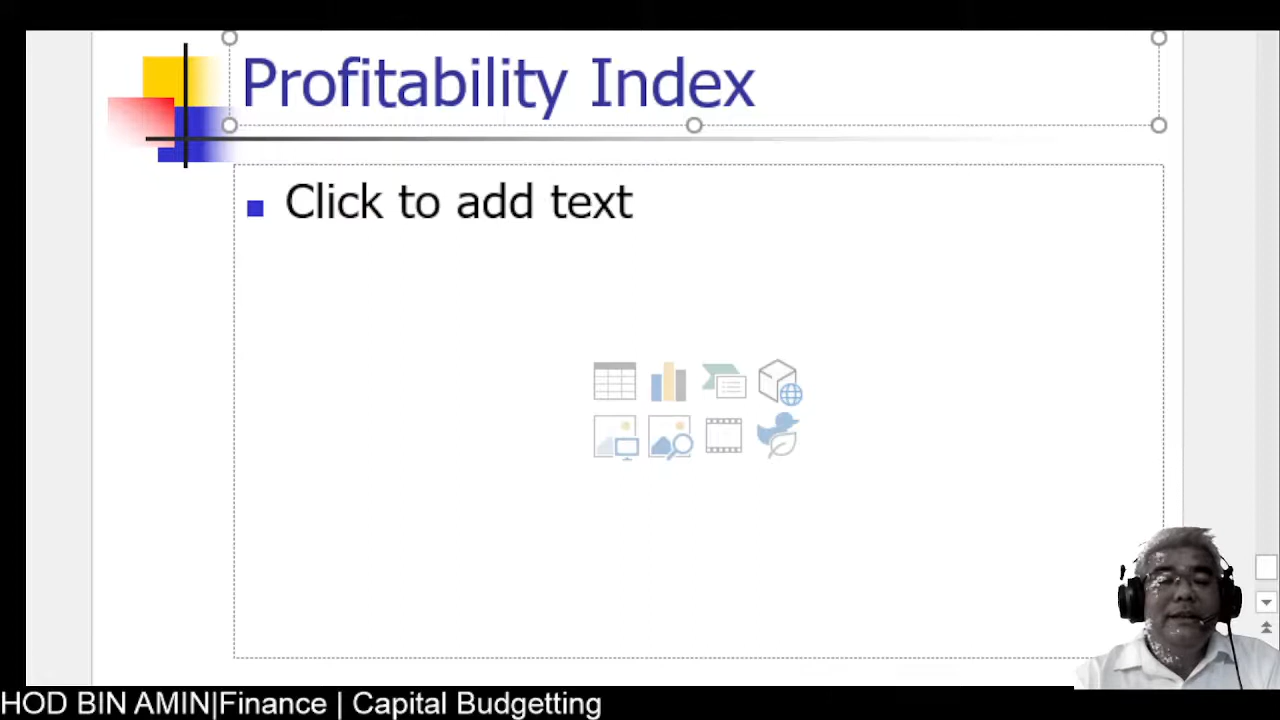 Profitability Index
Click to add text
HOD BIN AMIN|Finance | Capital Budgetting